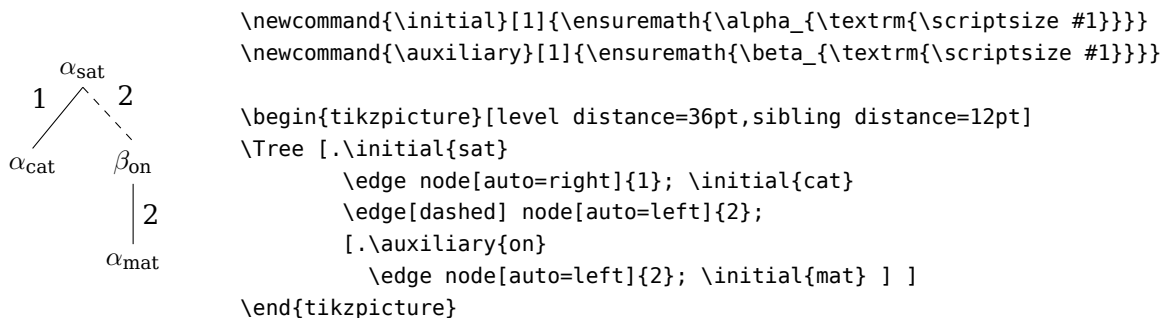 α_sat
1 2
α_cat β_on
2
α_mat
\newcommand{\initial}[1]{\ensuremath{\alpha_{\textrm{\scriptsize #1}}}}
\newcommand{\auxiliary}[1]{\ensuremath{\beta_{\textrm{\scriptsize #1}}}}
\begin{tikzpicture}[level distance=36pt,sibling distance=12pt]
\Tree [.\initial{sat}
\edge node[auto=right]{1}; \initial{cat}
\edge[dashed] node[auto=left]{2};
[.\auxiliary{on}
\edge node[auto=left]{2}; \initial{mat} ] ]
\end{tikzpicture}